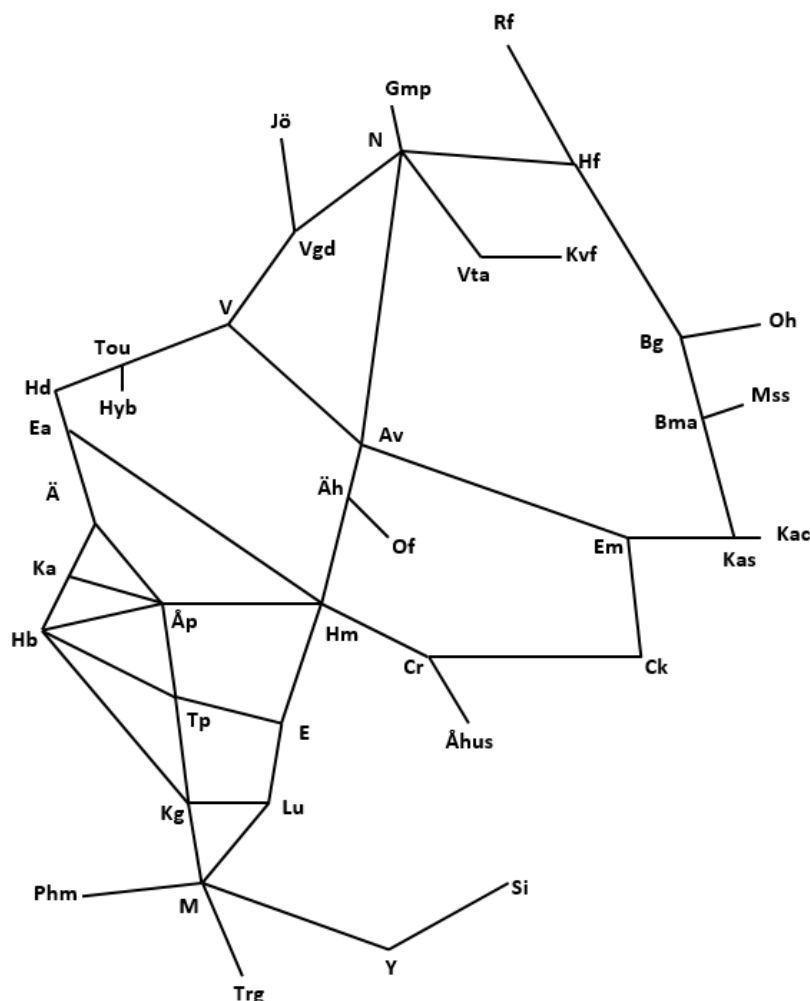 Rf
Gmp
Jö
N
Hf
Vgd
Vta
Kvf
V
Oh
Tou
Bg
Hd
Hyb
Mss
Ea
Av
Bma
Ä
Äh
Of
Em
Kac
Kas
Ka
Åp
Hm
Hb
Cr
Ck
Tp
E
Åhus
Kg
Lu
Phm
M
Si
Y
Trg